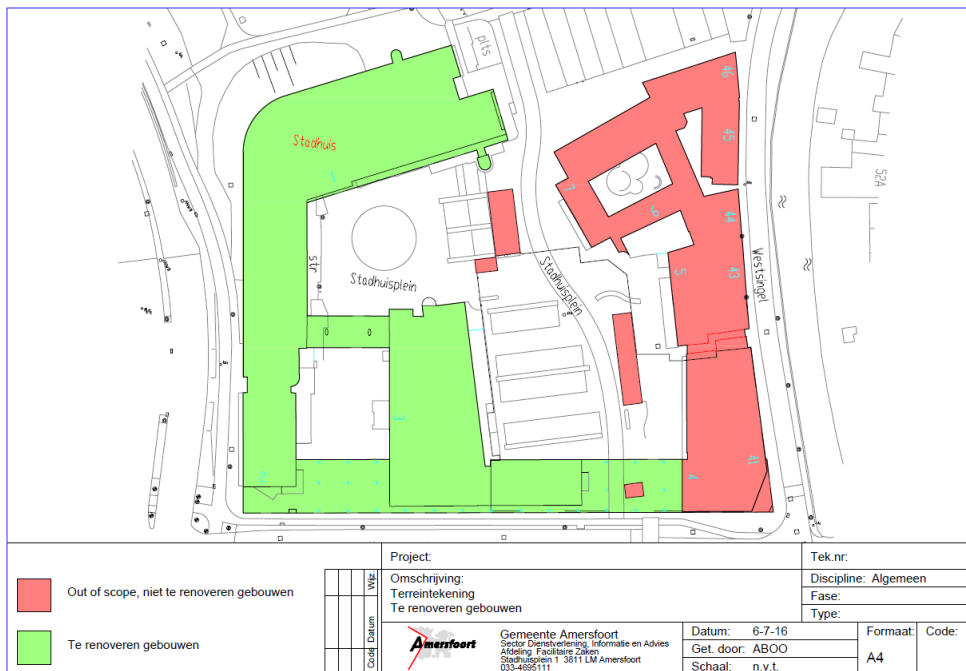 plts
46
45
Stadhuis
52A
1
7
6
44
str
Stadhuisplein
Stadhuisplein
5
43
Westsingel
1
3
41
4
Out of scope, niet te renoveren gebouwen
Te renoveren gebouwen
Wijz.
Datum
Code
Project:
Tek.nr:
Omschrijving:
Terreintekening
Te renoveren gebouwen
Discipline: Algemeen
Fase:
Type:
Amersfoort
Gemeente Amersfoort
Sector Dienstverlening, Informatie en Advies
Afdeling Facilitaire Zaken
Stadhuisplein 1 3811 LM Amersfoort
033-4695111
Datum: 6-7-16
Get. door: ABOO
Schaal: n.v.t.
Formaat:
A4
Code: